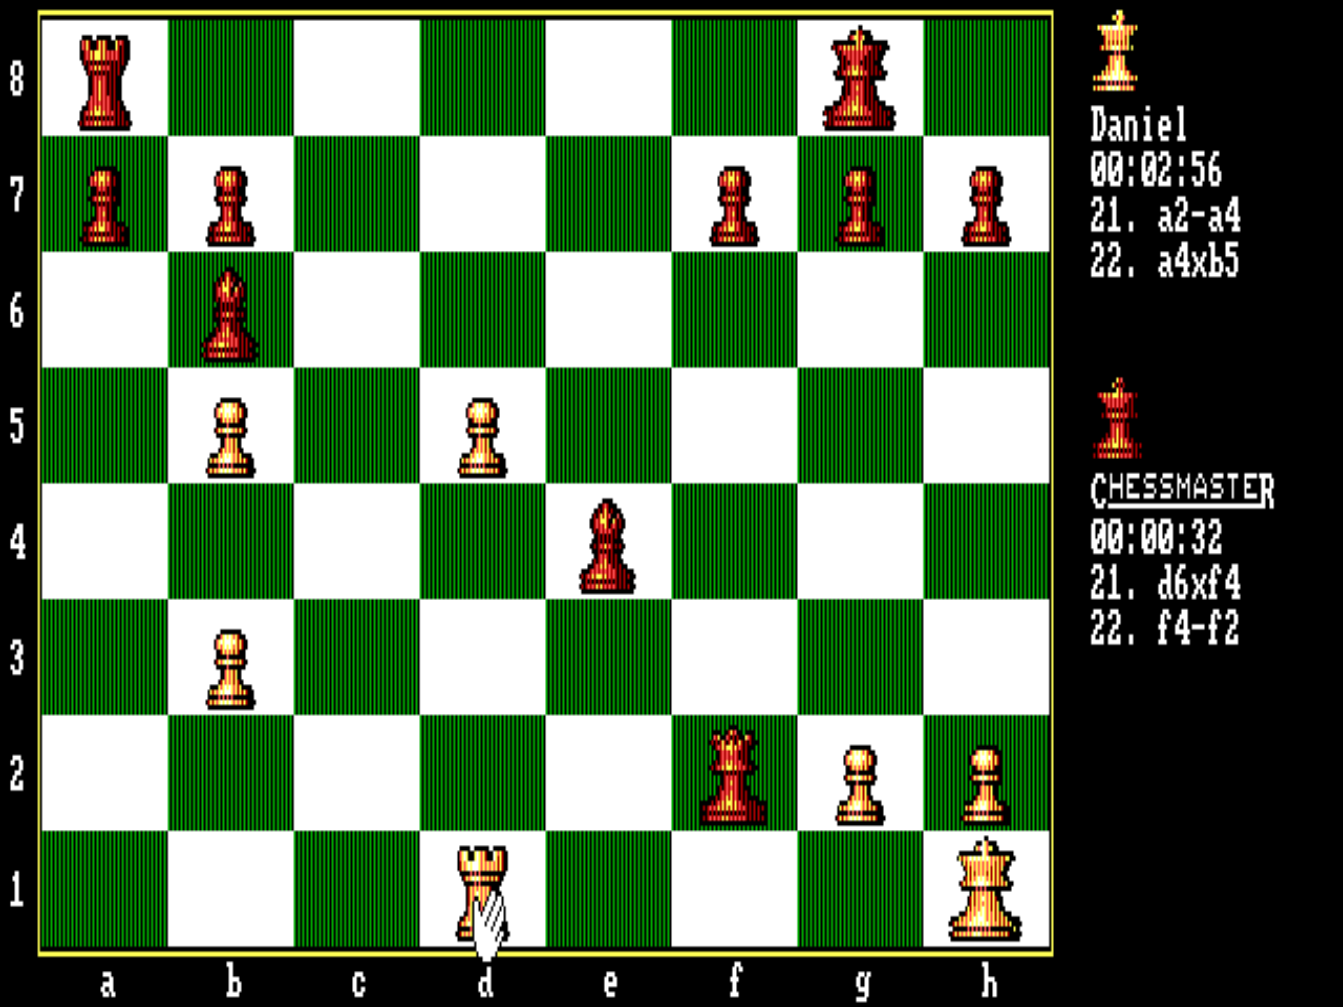 8
7
6
5
4
3
2
1
a b c d e f g h
Daniel
00:02:56
21. a2-a4
22. a4xb5
CHESSMASTER
00:00:32
21. d6xf4
22. f4-f2